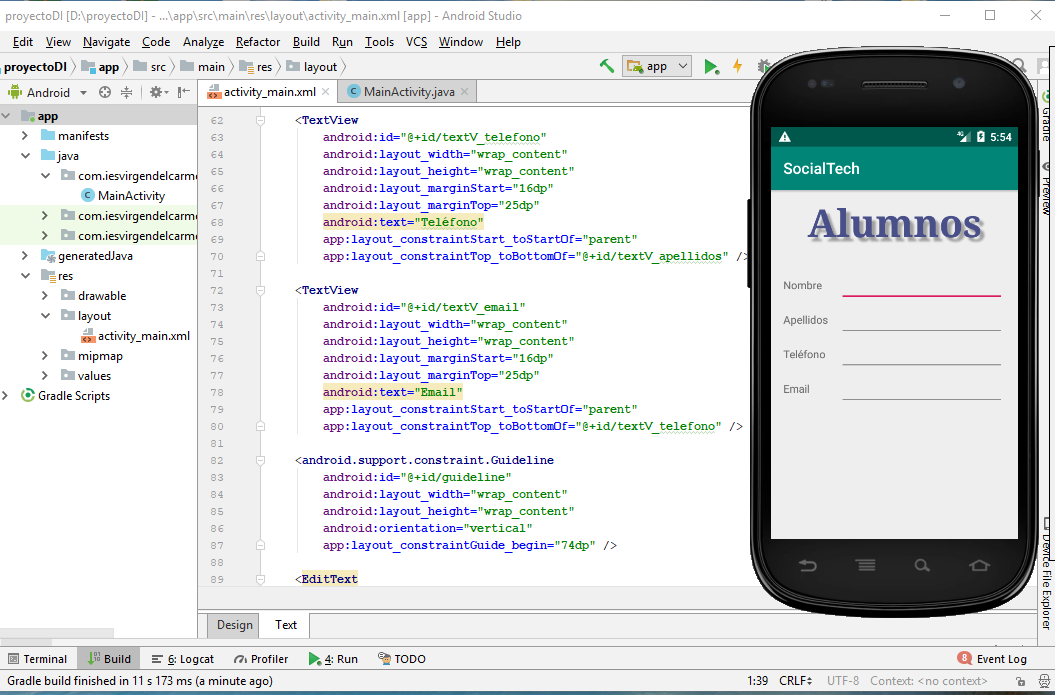 proyectoDI [D:\proyectoDI] - ...\app\src\main\res\layout\activity_main.xml [app] - Android Studio
Edit View Navigate Code Analyze Refactor Build Run Tools VCS Window Help
proyectoDI app src main res layout app
Android activity_main.xml MainActivity.java
app
manifests
java
com.iesvirgendelcarme
MainActivity
com.iesvirgendelcarme
com.iesvirgendelcarme
generatedJava
res
drawable
layout
activity_main.xml
mipmap
values
Gradle Scripts
62 <TextView
63 android:id="@+id/textV_telefono"
64 android:layout_width="wrap_content"
65 android:layout_height="wrap_content"
66 android:layout_marginStart="16dp"
67 android:layout_marginTop="25dp"
68 android:text="Teléfono"
69 app:layout_constraintStart_toStartOf="parent"
70 app:layout_constraintTop_toBottomOf="@+id/textV_apellidos" />
71
72 <TextView
73 android:id="@+id/textV_email"
74 android:layout_width="wrap_content"
75 android:layout_height="wrap_content"
76 android:layout_marginStart="16dp"
77 android:layout_marginTop="25dp"
78 android:text="Email"
79 app:layout_constraintStart_toStartOf="parent"
80 app:layout_constraintTop_toBottomOf="@+id/textV_telefono" />
81
82 <android.support.constraint.Guideline
83 android:id="@+id/guideline"
84 android:layout_width="wrap_content"
85 android:layout_height="wrap_content"
86 android:orientation="vertical"
87 app:layout_constraintGuide_begin="74dp" />
88
89 <EditText
4G 5:54
SocialTech
Alumnos
Nombre
Apellidos
Teléfono
Email
Gradle
Preview
Device File Explorer
Design Text
Terminal Build 6: Logcat Profiler 4: Run TODO 8 Event Log
Gradle build finished in 11 s 173 ms (a minute ago) 1:39 CRLF UTF-8 Context: <no context>